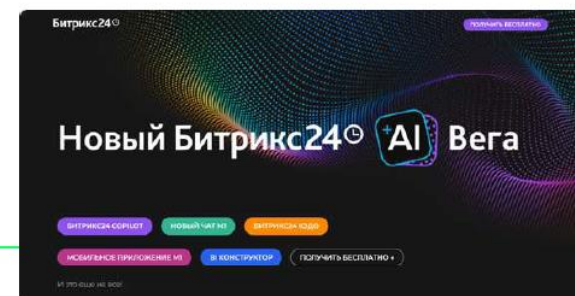 Битрикс24
ПОЛУЧИТЬ БЕСПЛАТНО
Новый Битрикс24 AI Вега
БИТРИКС24 COPILOT НОВЫЙ ЧАТ М1 БИТРИКС24 КЭДО
МОБИЛЬНОЕ ПРИЛОЖЕНИЕ М1 BI КОНСТРУКТОР ПОЛУЧИТЬ БЕСПЛАТНО
И это еще не все!